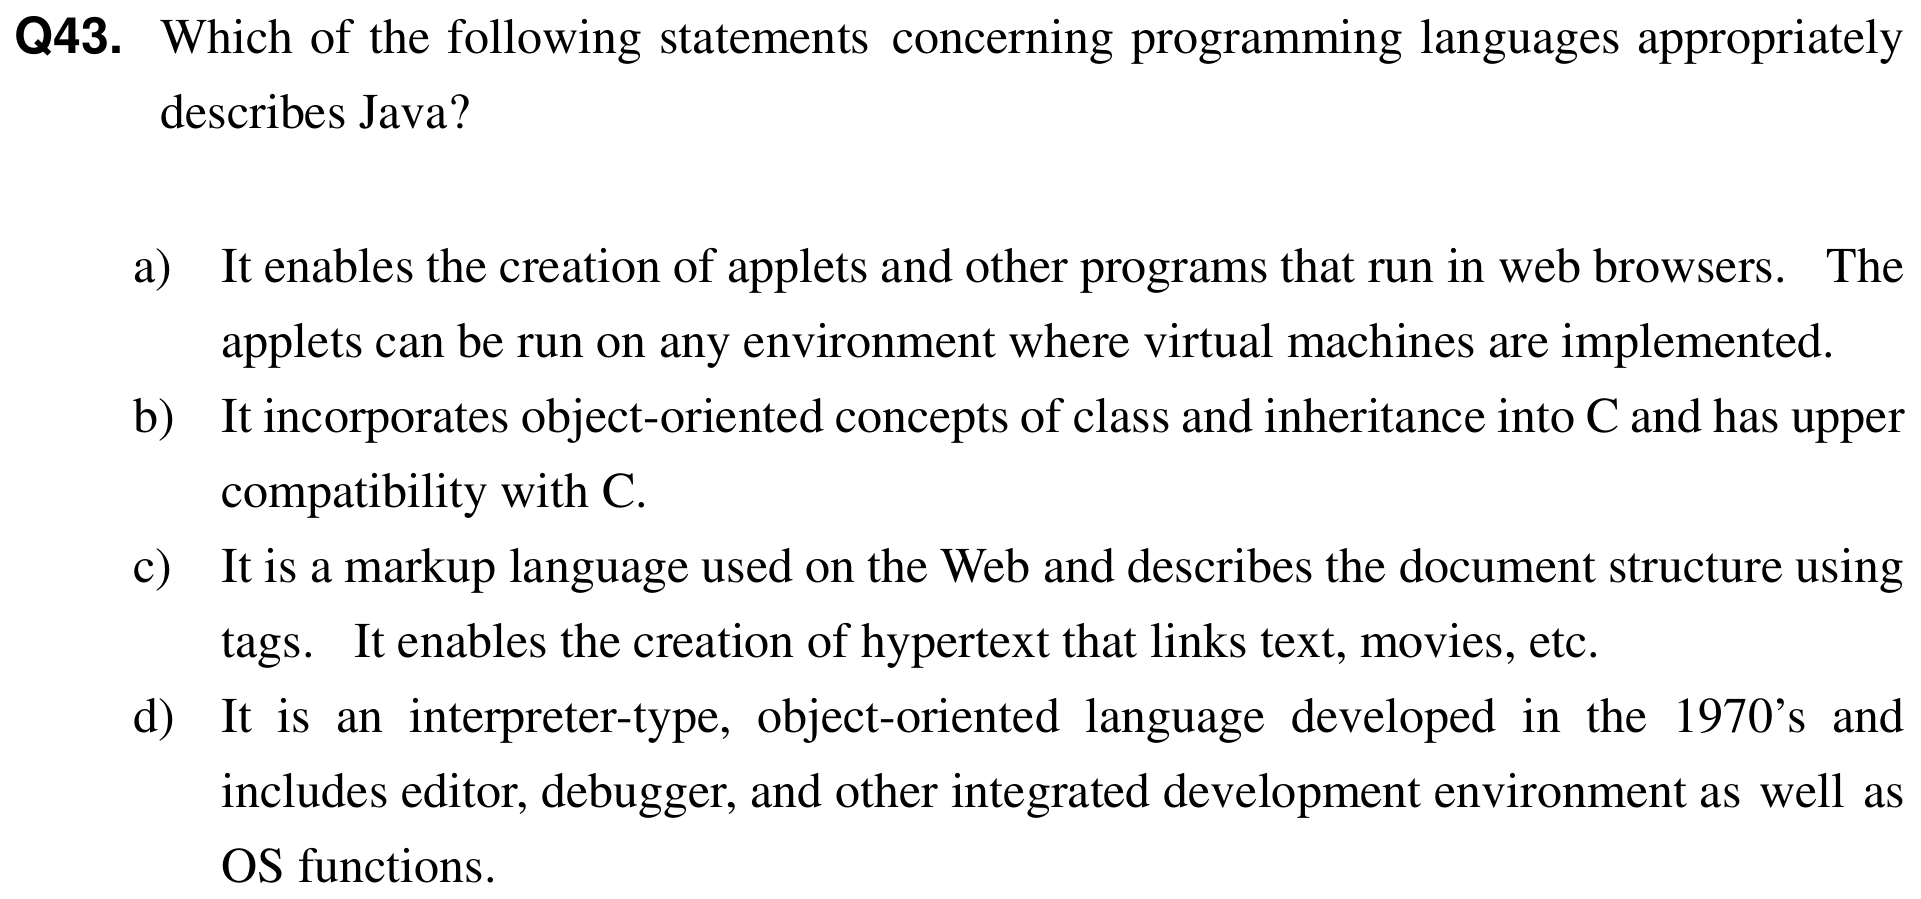 Q43. Which of the following statements concerning programming languages appropriately
describes Java?
a) It enables the creation of applets and other programs that run in web browsers. The
applets can be run on any environment where virtual machines are implemented.
b) It incorporates object-oriented concepts of class and inheritance into C and has upper
compatibility with C.
c) It is a markup language used on the Web and describes the document structure using
tags. It enables the creation of hypertext that links text, movies, etc.
d) It is an interpreter-type, object-oriented language developed in the 1970’s and
includes editor, debugger, and other integrated development environment as well as
OS functions.